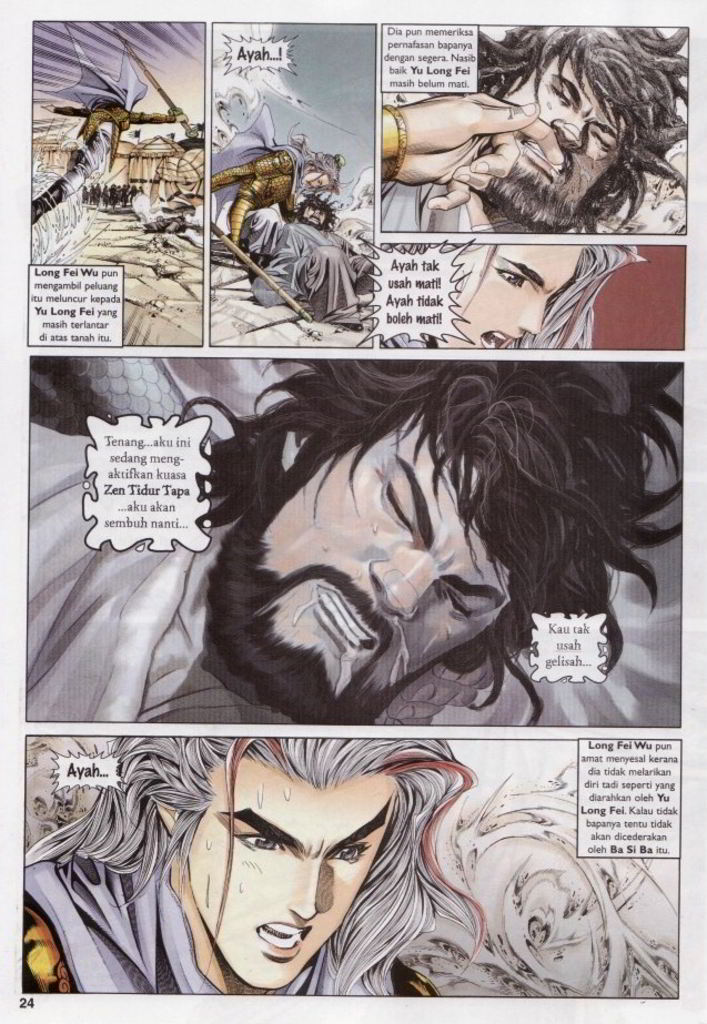 Long Fei Wu pun
mengambil peluang
itu meluncur kepada
Yu Long Fei yang
masih terlantar
di atas tanah itu.
Ayah...!
Dia pun memeriksa
pernafasan bapanya
dengan segera. Nasib
baik Yu Long Fei
masih belum mati.
Ayah tak
usah mati!
Ayah tidak
boleh mati!
Tenang...aku ini
sedang meng-
aktifkan kuasa
Zen Tidur Tapa
...aku akan
sembuh nanti...
Kau tak
usah
gelisah...
Ayah...
Long Fei Wu pun
amat menyesal kerana
dia tidak melarikan
diri tadi seperti yang
diarahkan oleh Yu
Long Fei. Kalau tidak
bapanya tentu tidak
akan dicederakan
oleh Ba Si Ba itu.
24